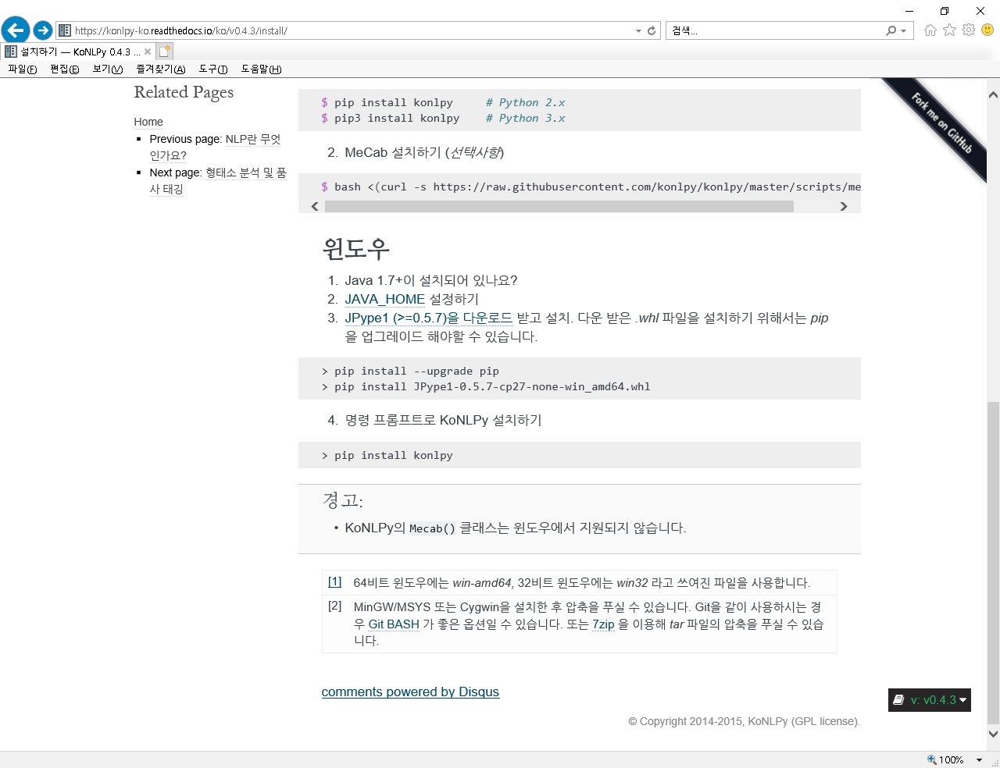 https://konlpy-ko.readthedocs.io/ko/v0.4.3/install/
검색...
설치하기 — KoNLPy 0.4.3 ...
파일(F) 편집(E) 보기(V) 즐겨찾기(A) 도구(T) 도움말(H)
Related Pages
Home
Previous page: NLP란 무엇
인가요?
Next page: 형태소 분석 및 품
사 태깅
$ pip install konlpy # Python 2.x
$ pip3 install konlpy # Python 3.x
2. MeCab 설치하기 (선택사항)
$ bash <(curl -s https://raw.githubusercontent.com/konlpy/konlpy/master/scripts/me
윈도우
1. Java 1.7+이 설치되어 있나요?
2. JAVA_HOME 설정하기
3. JPype1 (>=0.5.7)을 다운로드 받고 설치. 다운 받은 .whl 파일을 설치하기 위해서는 pip
을 업그레이드 해야할 수 있습니다.
> pip install --upgrade pip
> pip install JPype1-0.5.7-cp27-none-win_amd64.whl
4. 명령 프롬프트로 KoNLPy 설치하기
> pip install konlpy
경고:
• KoNLPy의 Mecab() 클래스는 윈도우에서 지원되지 않습니다.
[1] 64비트 윈도우에는 win-amd64, 32비트 윈도우에는 win32 라고 쓰여진 파일을 사용합니다.
[2] MinGW/MSYS 또는 Cygwin을 설치한 후 압축을 푸실 수 있습니다. Git을 같이 사용하시는 경
우 Git BASH 가 좋은 옵션일 수 있습니다. 또는 7zip 을 이용해 tar 파일의 압축을 푸실 수 있습
니다.
comments powered by Disqus
© Copyright 2014-2015, KoNLPy (GPL license).
Fork me on GitHub
v: v0.4.3
100%